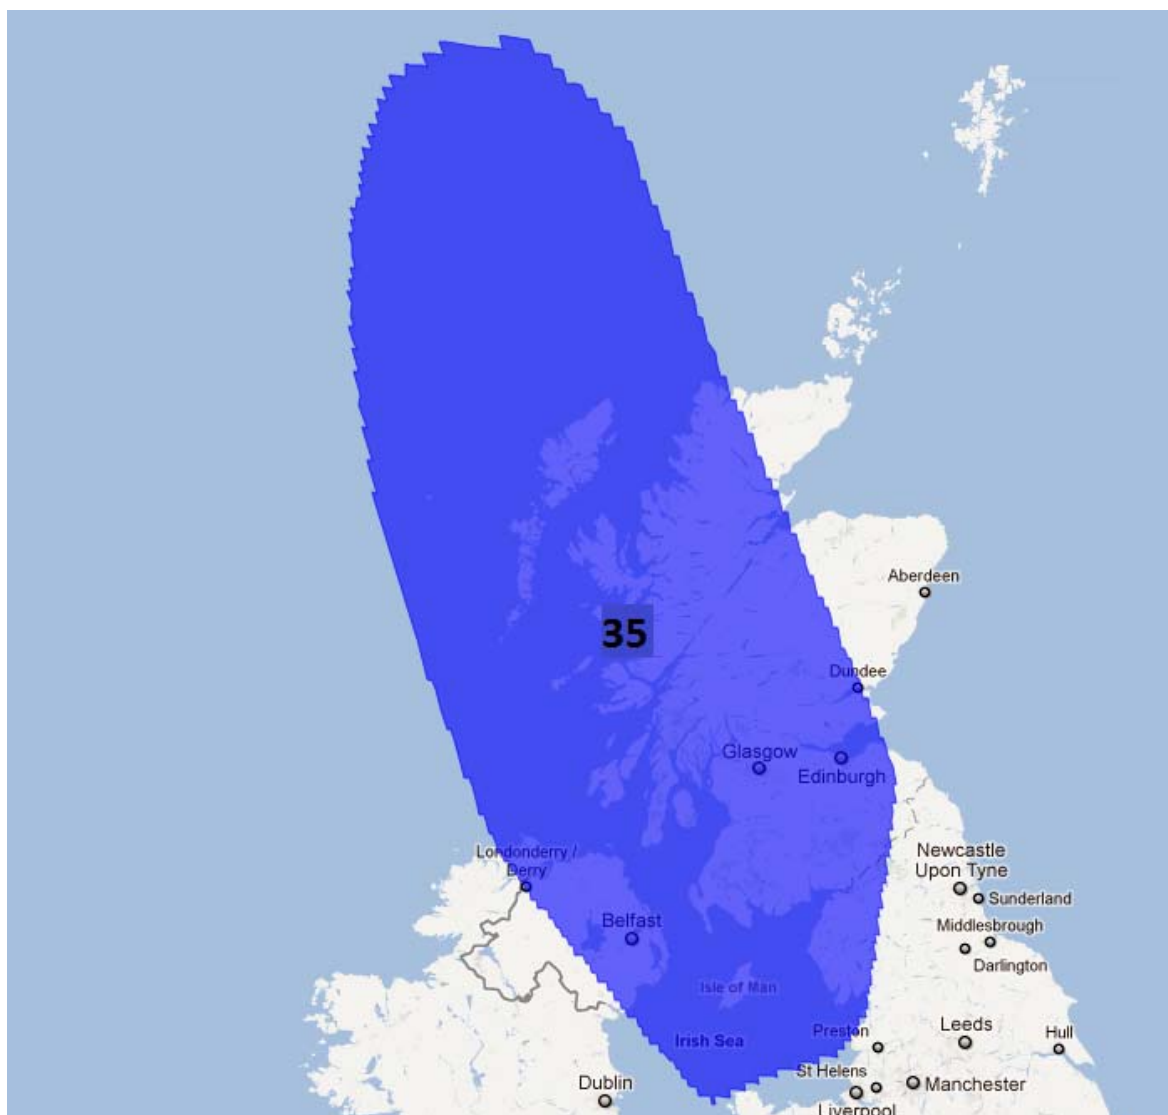 Aberdeen
35
Dundee
Glasgow
Edinburgh
Londonderry /
Derry
Newcastle
Upon Tyne
Sunderland
Belfast
Middlesbrough
Darlington
Isle of Man
Irish Sea
Preston
Leeds
Hull
St Helens
Dublin
Manchester
Liverpool